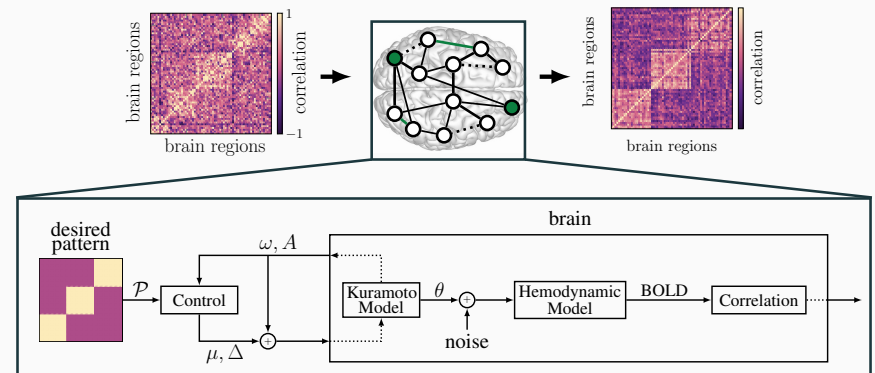 brain regions
1
correlation
−1
brain regions
brain regions
correlation
brain regions
desired
pattern
𝒫
Control
ω, A
μ, Δ
+
brain
Kuramoto
Model
θ
+
noise
Hemodynamic
Model
BOLD
Correlation